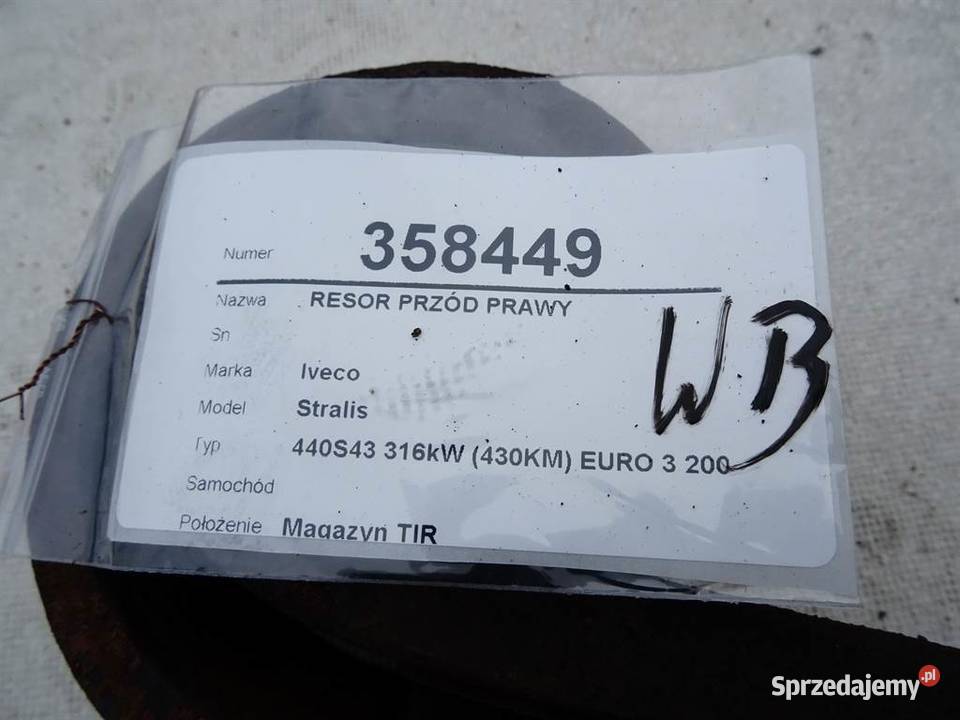 Numer 358449
Nazwa RESOR PRZÓD PRAWY
Sn
Marka Iveco
Model Stralis
Typ 440S43 316kW (430KM) EURO 3 200
Samochód
Położenie Magazyn TIR
WB
Sprzedajemy.pl